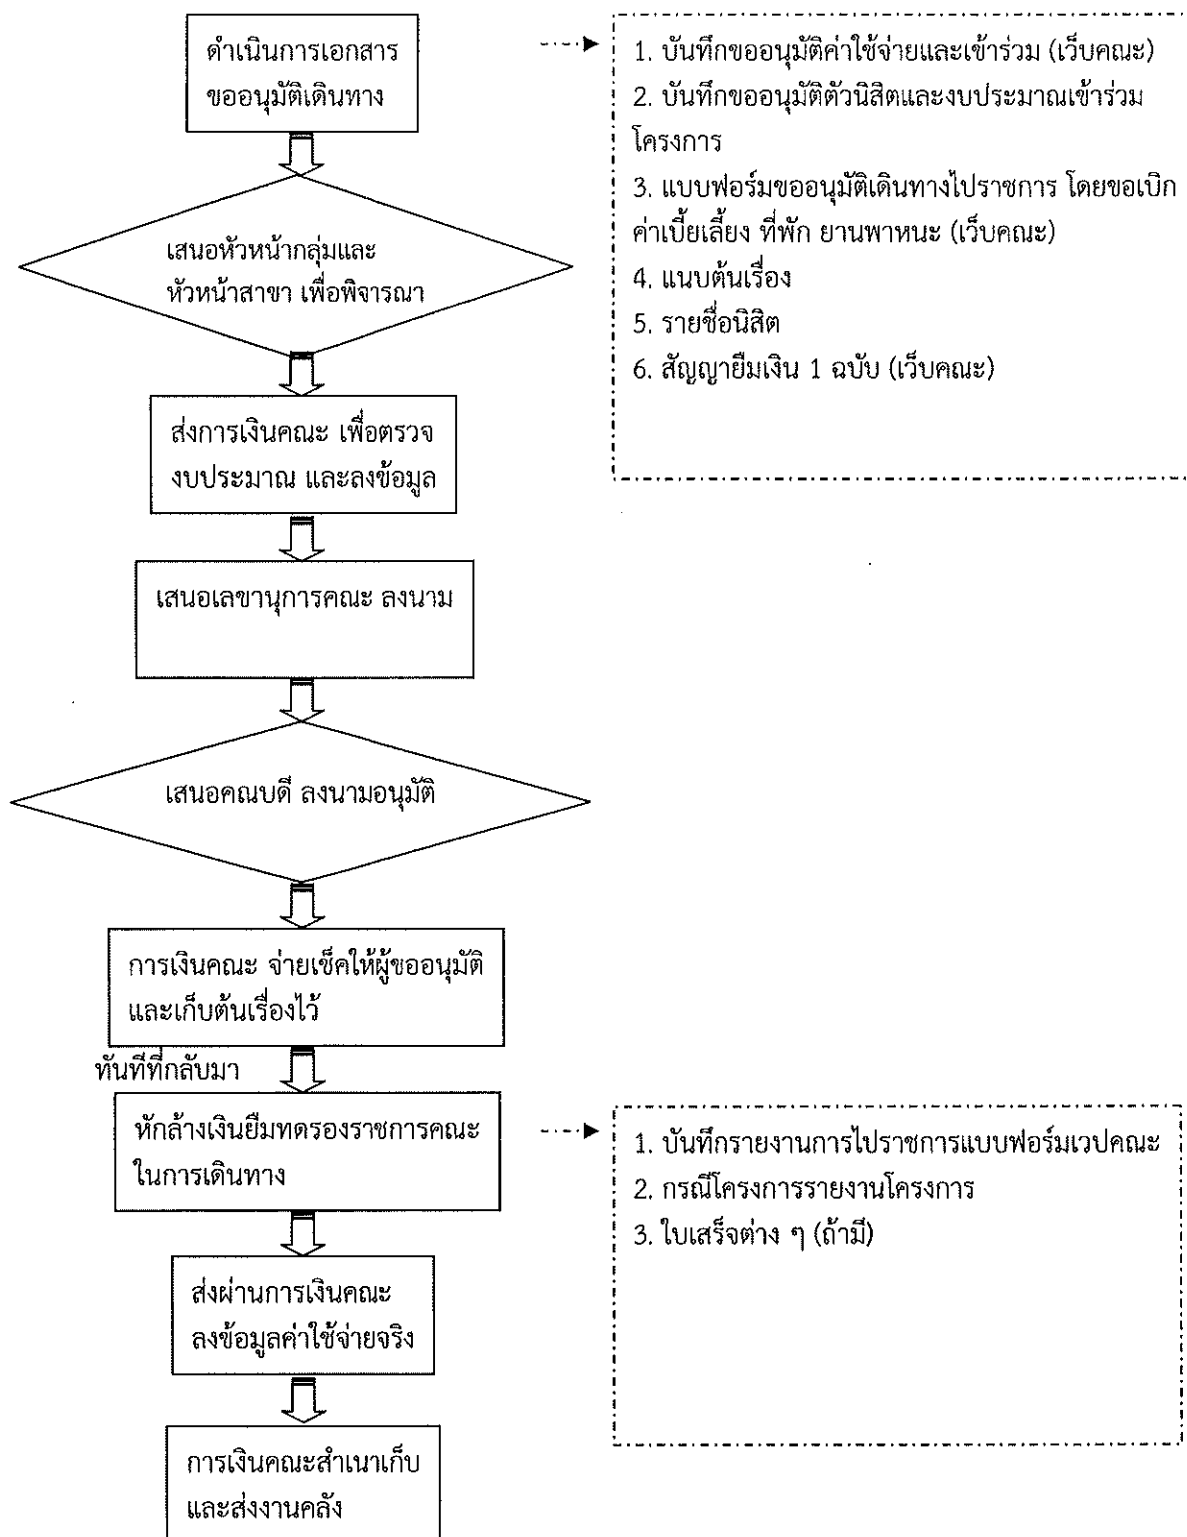 ดำเนินการเอกสาร
ขออนุมัติเดินทาง
1. บันทึกขออนุมัติค่าใช้จ่ายและเข้าร่วม (เว็บคณะ)
2. บันทึกขออนุมัติตัวนิสิตและงบประมาณเข้าร่วม
โครงการ
3. แบบฟอร์มขออนุมัติเดินทางไปราชการ โดยขอเบิก
ค่าเบี้ยเลี้ยง ที่พัก ยานพาหนะ (เว็บคณะ)
4. แนบต้นเรื่อง
5. รายชื่อนิสิต
6. สัญญายืมเงิน 1 ฉบับ (เว็บคณะ)
เสนอหัวหน้ากลุ่มและ
หัวหน้าสาขา เพื่อพิจารณา
ส่งการเงินคณะ เพื่อตรวจ
งบประมาณ และลงข้อมูล
เสนอเลขานุการคณะ ลงนาม
เสนอคณบดี ลงนามอนุมัติ
การเงินคณะ จ่ายเช็คให้ผู้ขออนุมัติ
และเก็บต้นเรื่องไว้
ทันทีที่กลับมา
หักล้างเงินยืมทดรองราชการคณะ
ในการเดินทาง
1. บันทึกรายงานการไปราชการแบบฟอร์มเวปคณะ
2. กรณีโครงการรายงานโครงการ
3. ใบเสร็จต่าง ๆ (ถ้ามี)
ส่งผ่านการเงินคณะ
ลงข้อมูลค่าใช้จ่ายจริง
การเงินคณะสำเนาเก็บ
และส่งงานคลัง